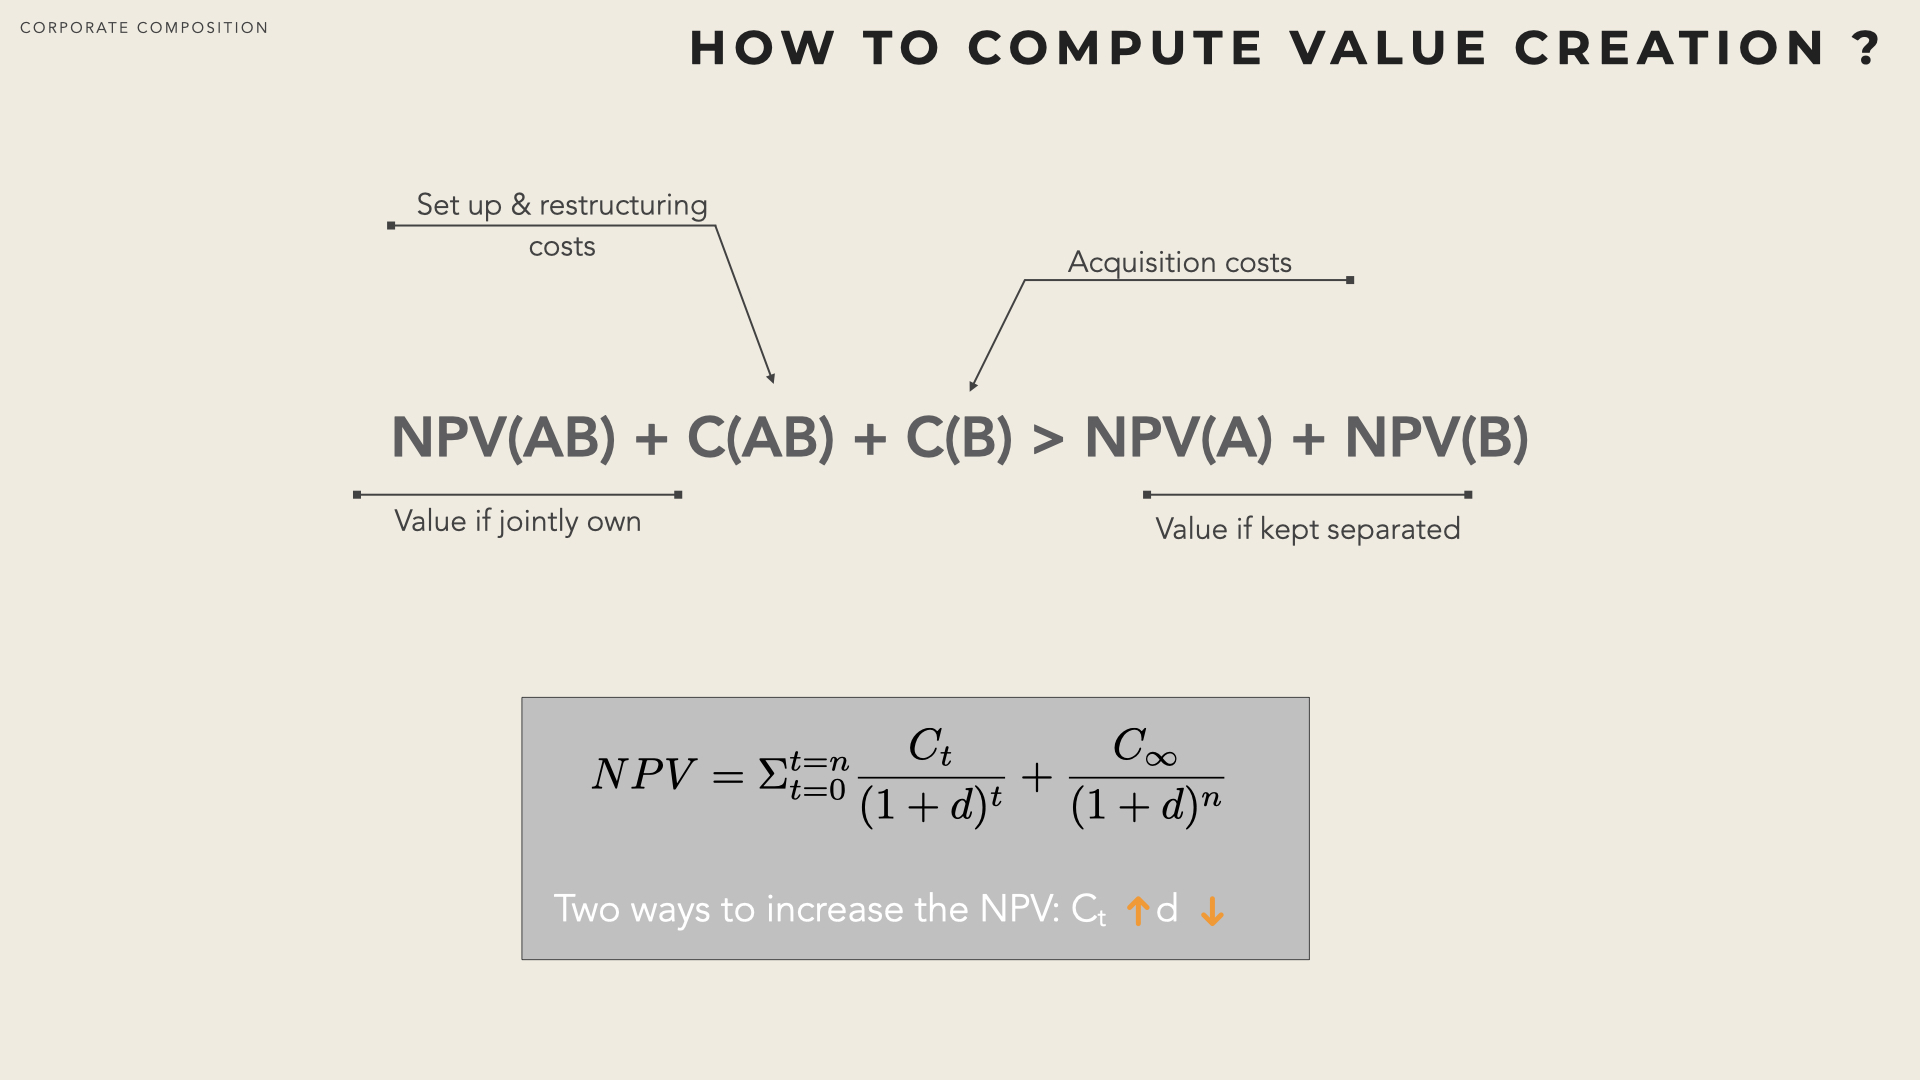 CORPORATE COMPOSITION
HOW TO COMPUTE VALUE CREATION ?
Set up & restructuring
costs
Acquisition costs
NPV(AB) + C(AB) + C(B) > NPV(A) + NPV(B)
Value if jointly own
Value if kept separated
NPV = Σ_{t=0}^{t=n} \frac{C_t}{(1 + d)^t} + \frac{C_∞}{(1 + d)^n}
Two ways to increase the NPV: C_t ↑ d ↓